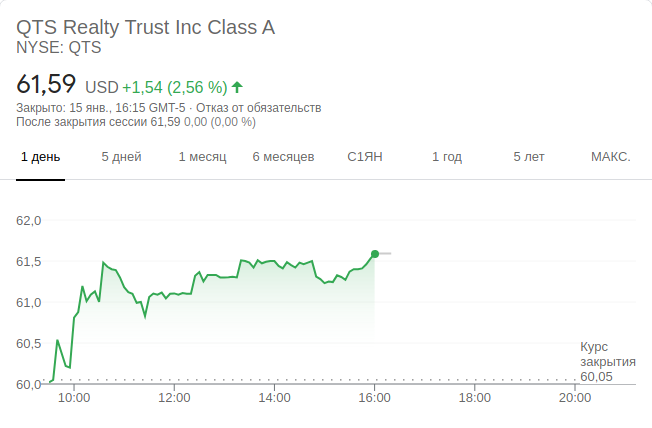 QTS Realty Trust Inc Class A
NYSE: QTS
61,59 USD +1,54 (2,56 %)
Закрыто: 15 янв., 16:15 GMT-5 · Отказ от обязательств
После закрытия сессии 61,59 0,00 (0,00 %)
1 день 5 дней 1 месяц 6 месяцев С1ЯН 1 год 5 лет МАКС.
62,0
61,5
61,0
60,5
60,0
Курс
закрытия
60,05
10:00 12:00 14:00 16:00 18:00 20:00